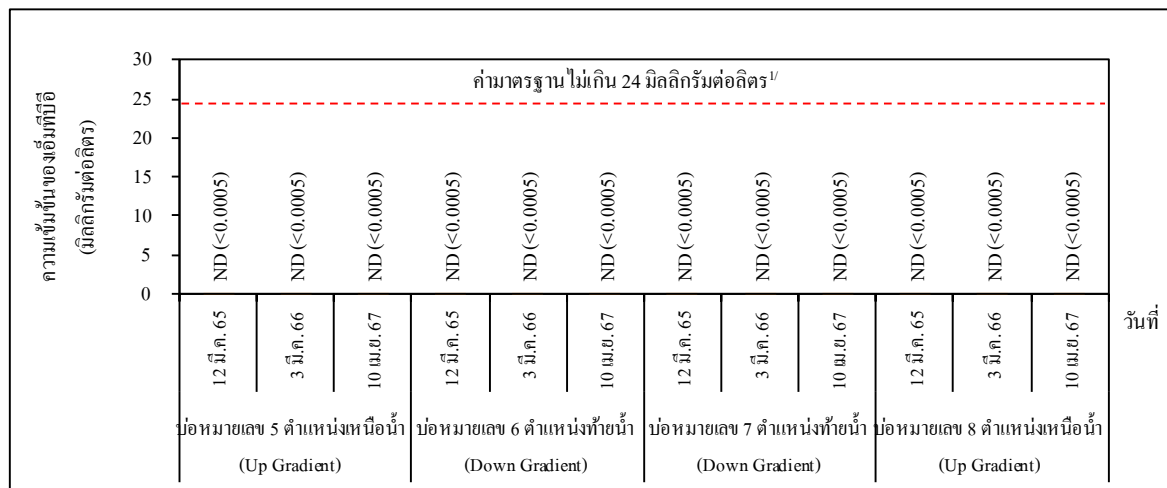 ค่ามาตรฐานไม่เกิน 24 มิลลิกรัมต่อลิตร1/
ความเข้มข้นของเอ็มทีบีอี
(มิลลิกรัมต่อลิตร)
30
25
20
15
10
5
0
ND (<0.0005)
ND (<0.0005)
ND (<0.0005)
ND (<0.0005)
ND (<0.0005)
ND (<0.0005)
ND (<0.0005)
ND (<0.0005)
ND (<0.0005)
ND (<0.0005)
ND (<0.0005)
ND (<0.0005)
12 มี.ค. 65
3 มี.ค. 66
10 เม.ย. 67
12 มี.ค. 65
3 มี.ค. 66
10 เม.ย. 67
12 มี.ค. 65
3 มี.ค. 66
10 เม.ย. 67
12 มี.ค. 65
3 มี.ค. 66
10 เม.ย. 67
วันที่
บ่อหมายเลข 5 ตำแหน่งเหนือน้ำ
(Up Gradient)
บ่อหมายเลข 6 ตำแหน่งท้ายน้ำ
(Down Gradient)
บ่อหมายเลข 7 ตำแหน่งท้ายน้ำ
(Down Gradient)
บ่อหมายเลข 8 ตำแหน่งเหนือน้ำ
(Up Gradient)